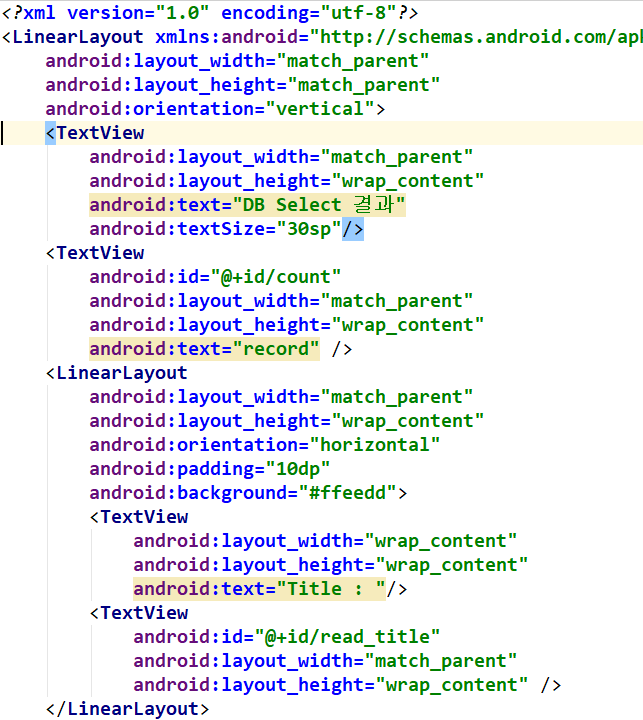 <?xml version="1.0" encoding="utf-8"?>
<LinearLayout xmlns:android="http://schemas.android.com/apk
    android:layout_width="match_parent"
    android:layout_height="match_parent"
    android:orientation="vertical">
    <TextView
        android:layout_width="match_parent"
        android:layout_height="wrap_content"
        android:text="DB Select 결과"
        android:textSize="30sp"/>
    <TextView
        android:id="@+id/count"
        android:layout_width="match_parent"
        android:layout_height="wrap_content"
        android:text="record" />
    <LinearLayout
        android:layout_width="match_parent"
        android:layout_height="wrap_content"
        android:orientation="horizontal"
        android:padding="10dp"
        android:background="#ffeedd">
        <TextView
            android:layout_width="wrap_content"
            android:layout_height="wrap_content"
            android:text="Title : "/>
        <TextView
            android:id="@+id/read_title"
            android:layout_width="match_parent"
            android:layout_height="wrap_content" />
    </LinearLayout>